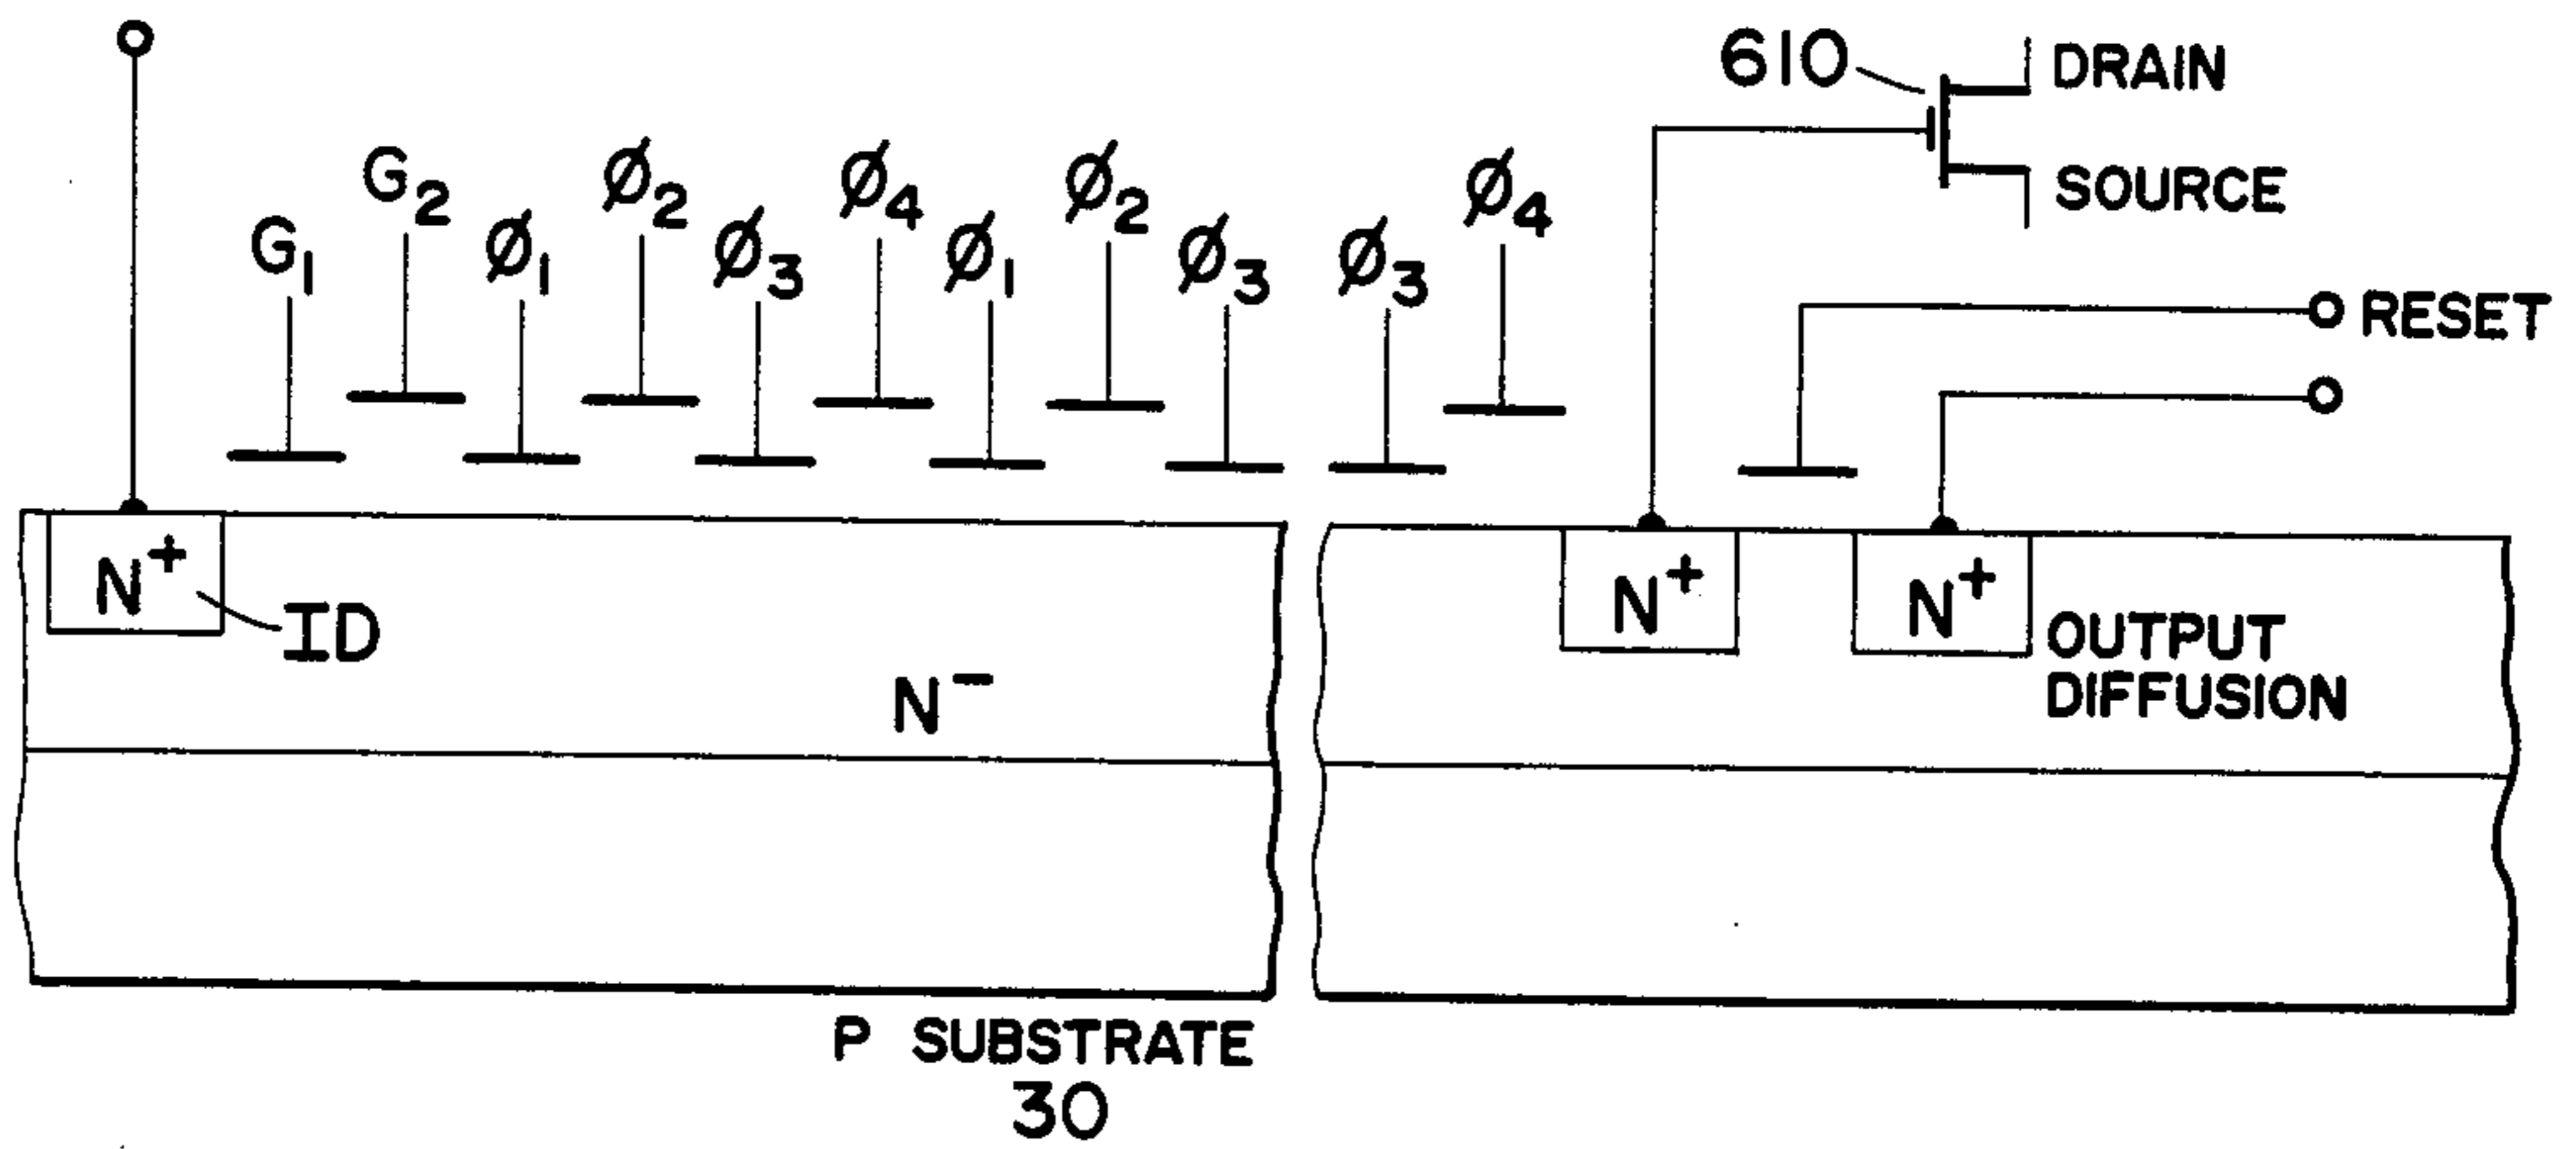 610
DRAIN
SOURCE
G1
G2
Ø1
Ø2
Ø3
Ø4
Ø1
Ø2
Ø3
Ø3
Ø4
RESET
N+
ID
N-
N+
N+
OUTPUT
DIFFUSION
P SUBSTRATE
30